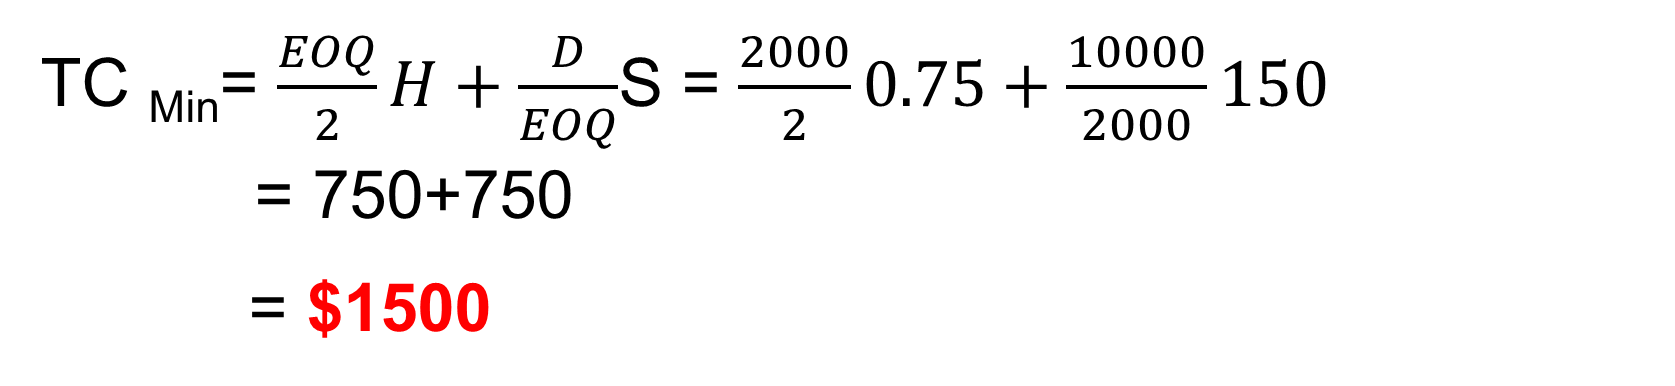 TC Min = EOQ/2 H + D/EOQ S = 2000/2 0.75 + 10000/2000 150
= 750+750
= $1500